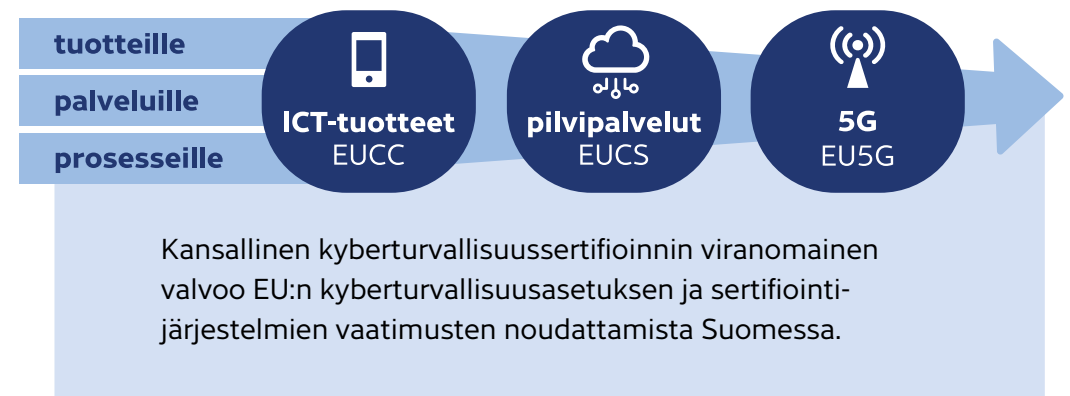 tuotteille
palveluille
prosesseille
ICT-tuotteet
EUCC
pilvipalvelut
EUCS
5G
EU5G
Kansallinen kyberturvallisuussertifioinnin viranomainen
valvoo EU:n kyberturvallisuusasetuksen ja sertifiointi-
järjestelmien vaatimusten noudattamista Suomessa.